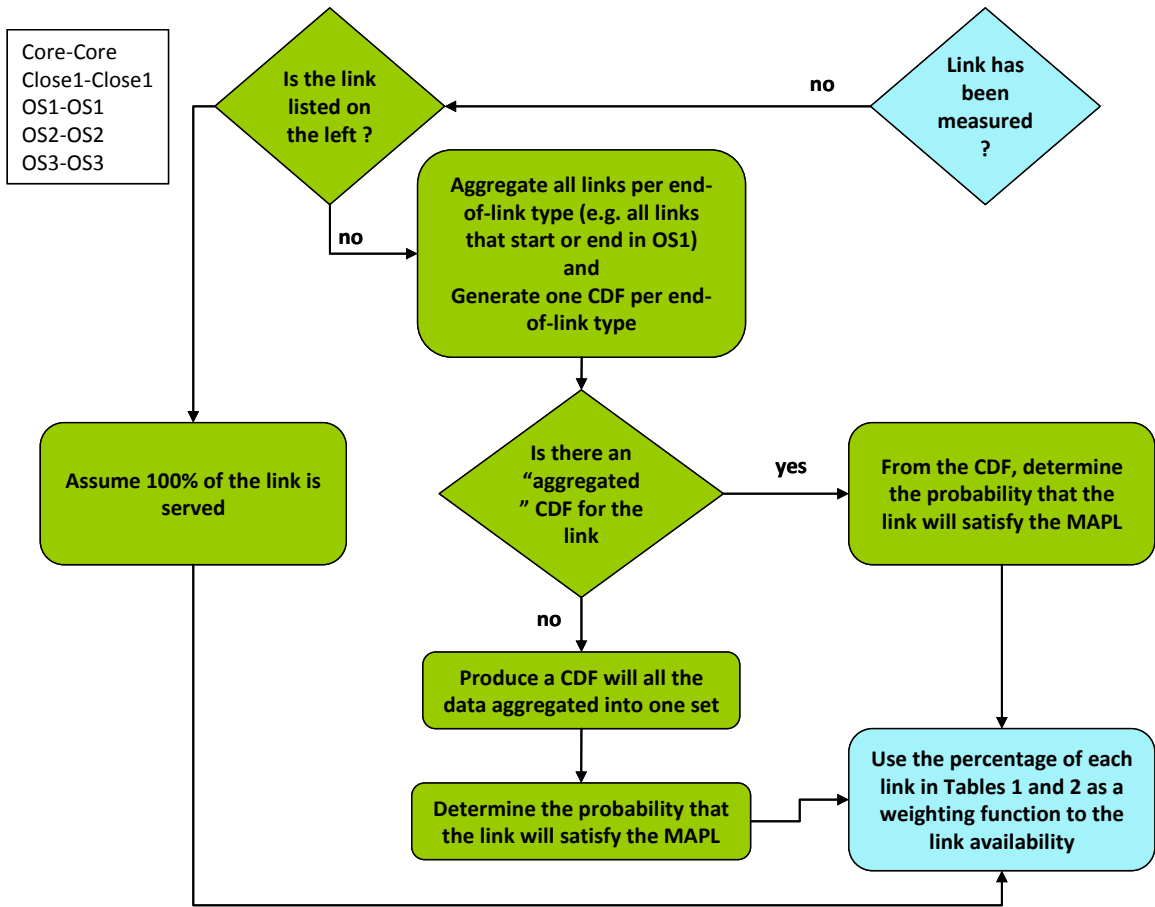 Core-Core
Close1-Close1
OS1-OS1
OS2-OS2
OS3-OS3
Is the link
listed on
the left ?
no
Link has
been
measured
?
Aggregate all links per end-
of-link type (e.g. all links
that start or end in OS1)
and
Generate one CDF per end-
of-link type
no
Assume 100% of the link is
served
Is there an
“aggregated
” CDF for the
link
yes
From the CDF, determine
the probability that the
link will satisfy the MAPL
no
Produce a CDF will all the
data aggregated into one set
Determine the probability that
the link will satisfy the MAPL
Use the percentage of each
link in Tables 1 and 2 as a
weighting function to the
link availability